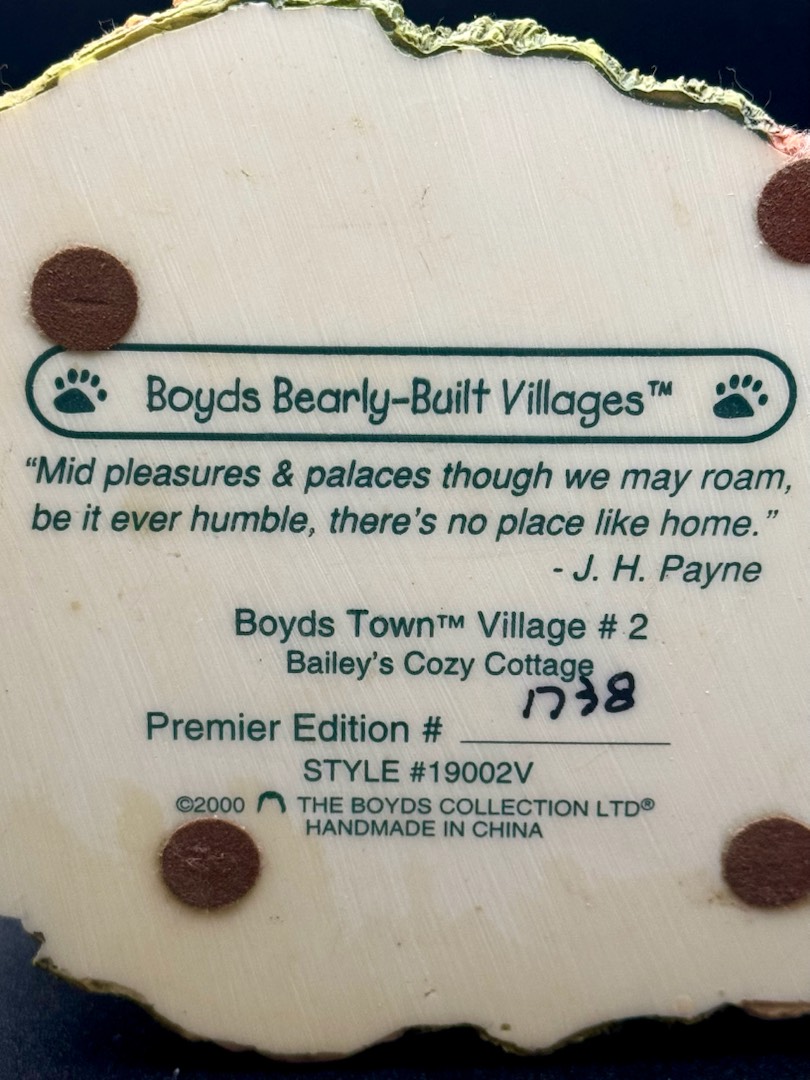 Boyds Bearly-Built Villages™
“Mid pleasures & palaces though we may roam,
be it ever humble, there's no place like home.”
- J. H. Payne
Boyds Town™ Village # 2
Bailey's Cozy Cottage
1738
Premier Edition #
STYLE #19002V
©2000 THE BOYDS COLLECTION LTD®
HANDMADE IN CHINA